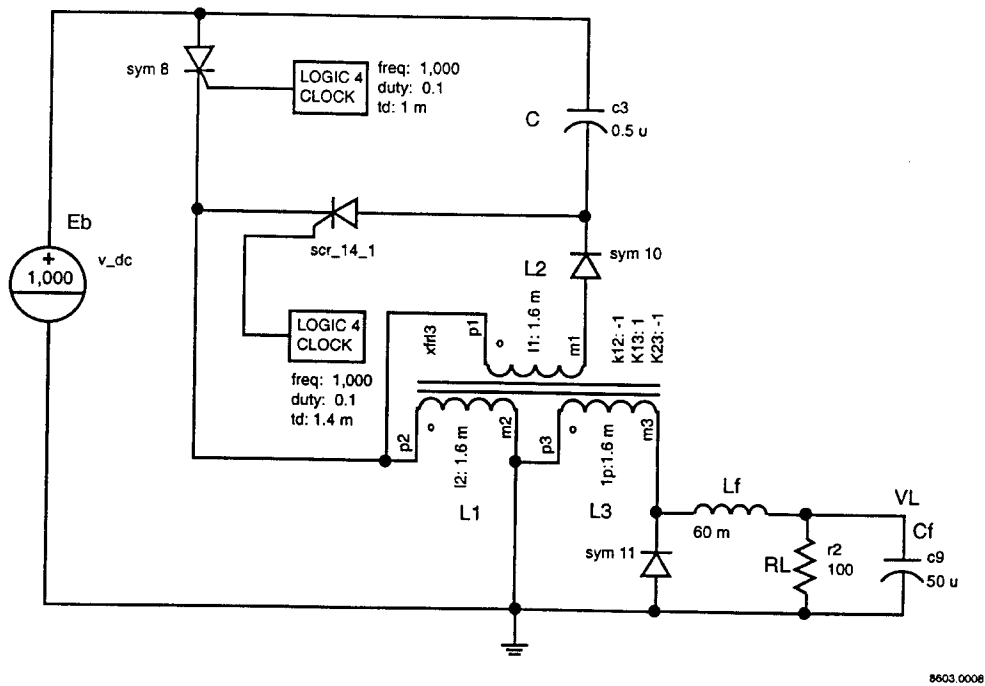 sym 8
LOGIC 4
CLOCK
freq: 1,000
duty: 0.1
td: 1 m
C
c3
0.5 u
Eb
+
1,000
v_dc
scr_14_1
LOGIC 4
CLOCK
freq: 1,000
duty: 0.1
td: 1.4 m
sym 10
L2
xfrl3
p1
l1: 1.6 m
m1
k12: -1
K13: 1
K23: -1
p2
l2: 1.6 m
m2
L1
p3
1p:1.6 m
m3
L3
sym 11
Lf
60 m
VL
Cf
c9
50 u
RL
r2
100
8603.0008